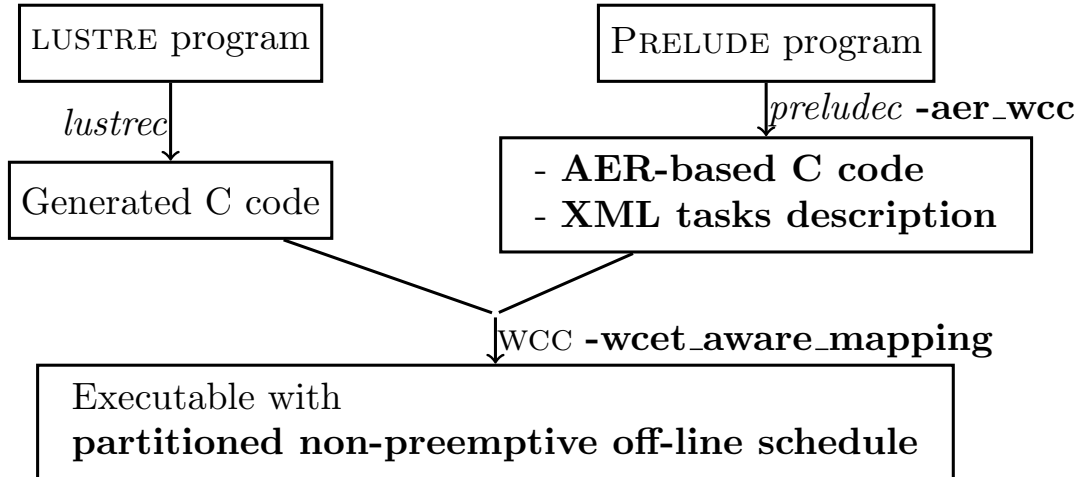 LUSTRE program
PRELUDE program
lustrec
preludec -aer_wcc
Generated C code
- AER-based C code
- XML tasks description
WCC -wcet_aware_mapping
Executable with
partitioned non-preemptive off-line schedule